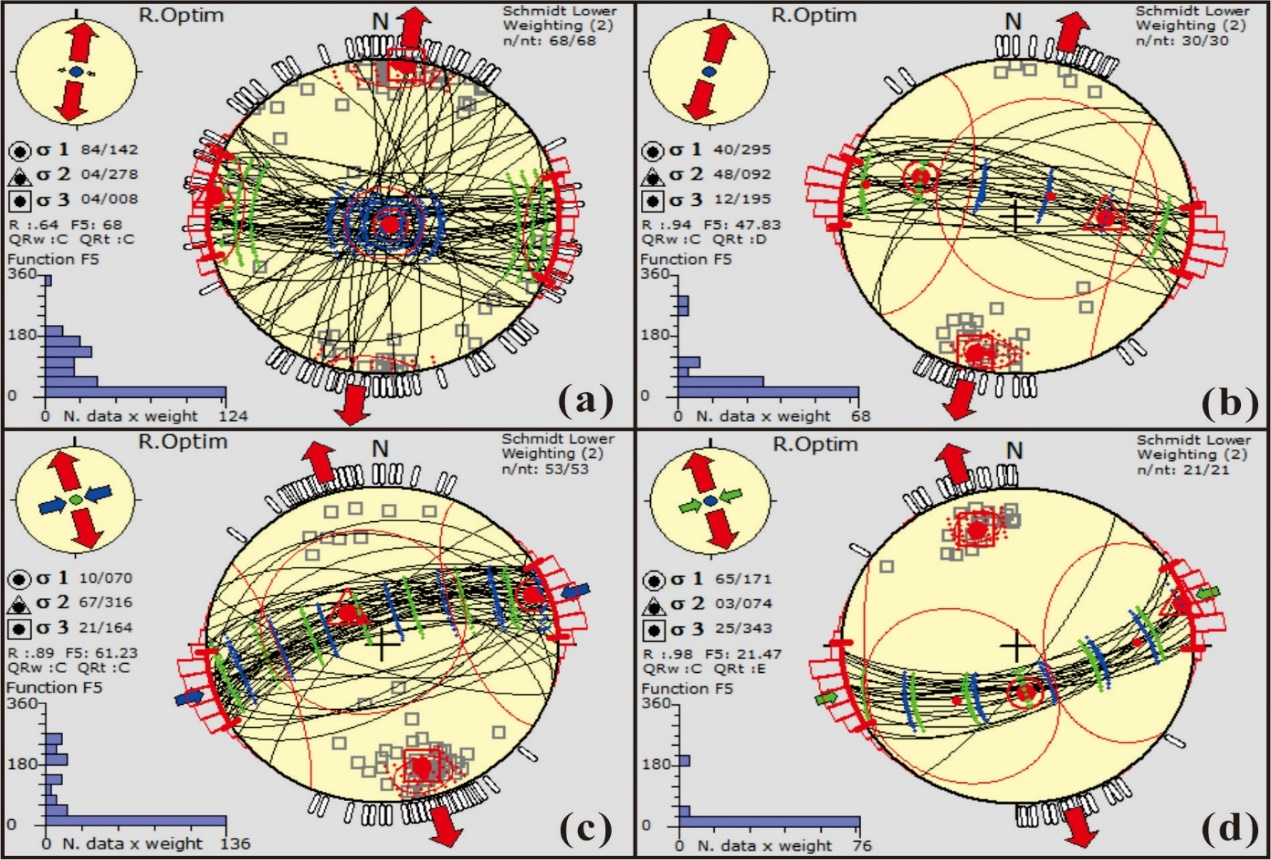 R.Optim
N
Schmidt Lower
Weighting (2)
n/nt: 68/68
σ 1 84/142
σ 2 04/278
σ 3 04/008
R :.64 F5: 68
QRw :C QRt :C
Function F5
360
180
0
0 N. data x weight 124
(a)
R.Optim
N
Schmidt Lower
Weighting (2)
n/nt: 30/30
σ 1 40/295
σ 2 48/092
σ 3 12/195
R :.94 F5: 47.83
QRw :C QRt :D
Function F5
360
180
0
0 N. data x weight 68
(b)
R.Optim
N
Schmidt Lower
Weighting (2)
n/nt: 53/53
σ 1 10/070
σ 2 67/316
σ 3 21/164
R :.89 F5: 61.23
QRw :C QRt :C
Function F5
360
180
0
0 N. data x weight 136
(c)
R.Optim
N
Schmidt Lower
Weighting (2)
n/nt: 21/21
σ 1 65/171
σ 2 03/074
σ 3 25/343
R :.98 F5: 21.47
QRw :C QRt :E
Function F5
360
180
0
0 N. data x weight 76
(d)